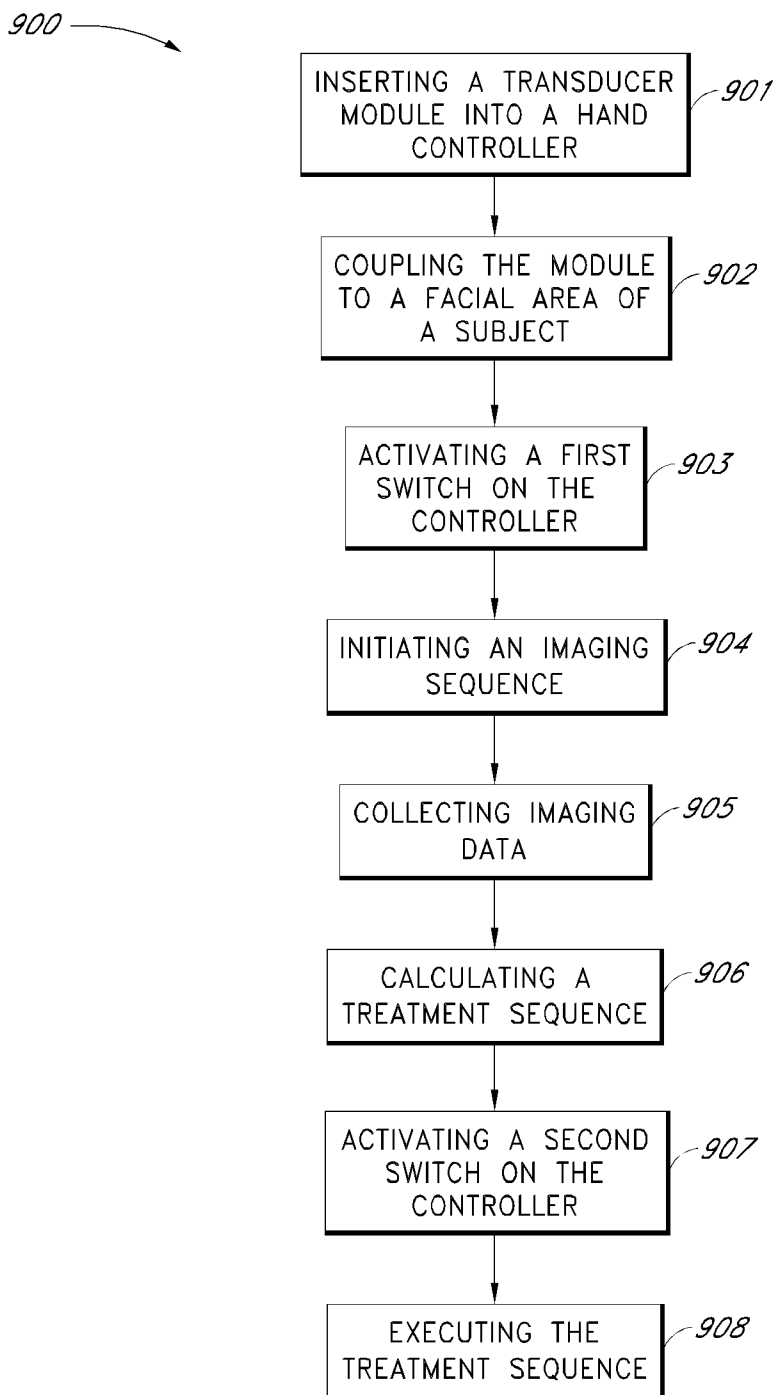 900
INSERTING A TRANSDUCER
MODULE INTO A HAND
CONTROLLER
901
COUPLING THE MODULE
TO A FACIAL AREA OF
A SUBJECT
902
ACTIVATING A FIRST
SWITCH ON THE
CONTROLLER
903
INITIATING AN IMAGING
SEQUENCE
904
COLLECTING IMAGING
DATA
905
CALCULATING A
TREATMENT SEQUENCE
906
ACTIVATING A SECOND
SWITCH ON THE
CONTROLLER
907
EXECUTING THE
TREATMENT SEQUENCE
908